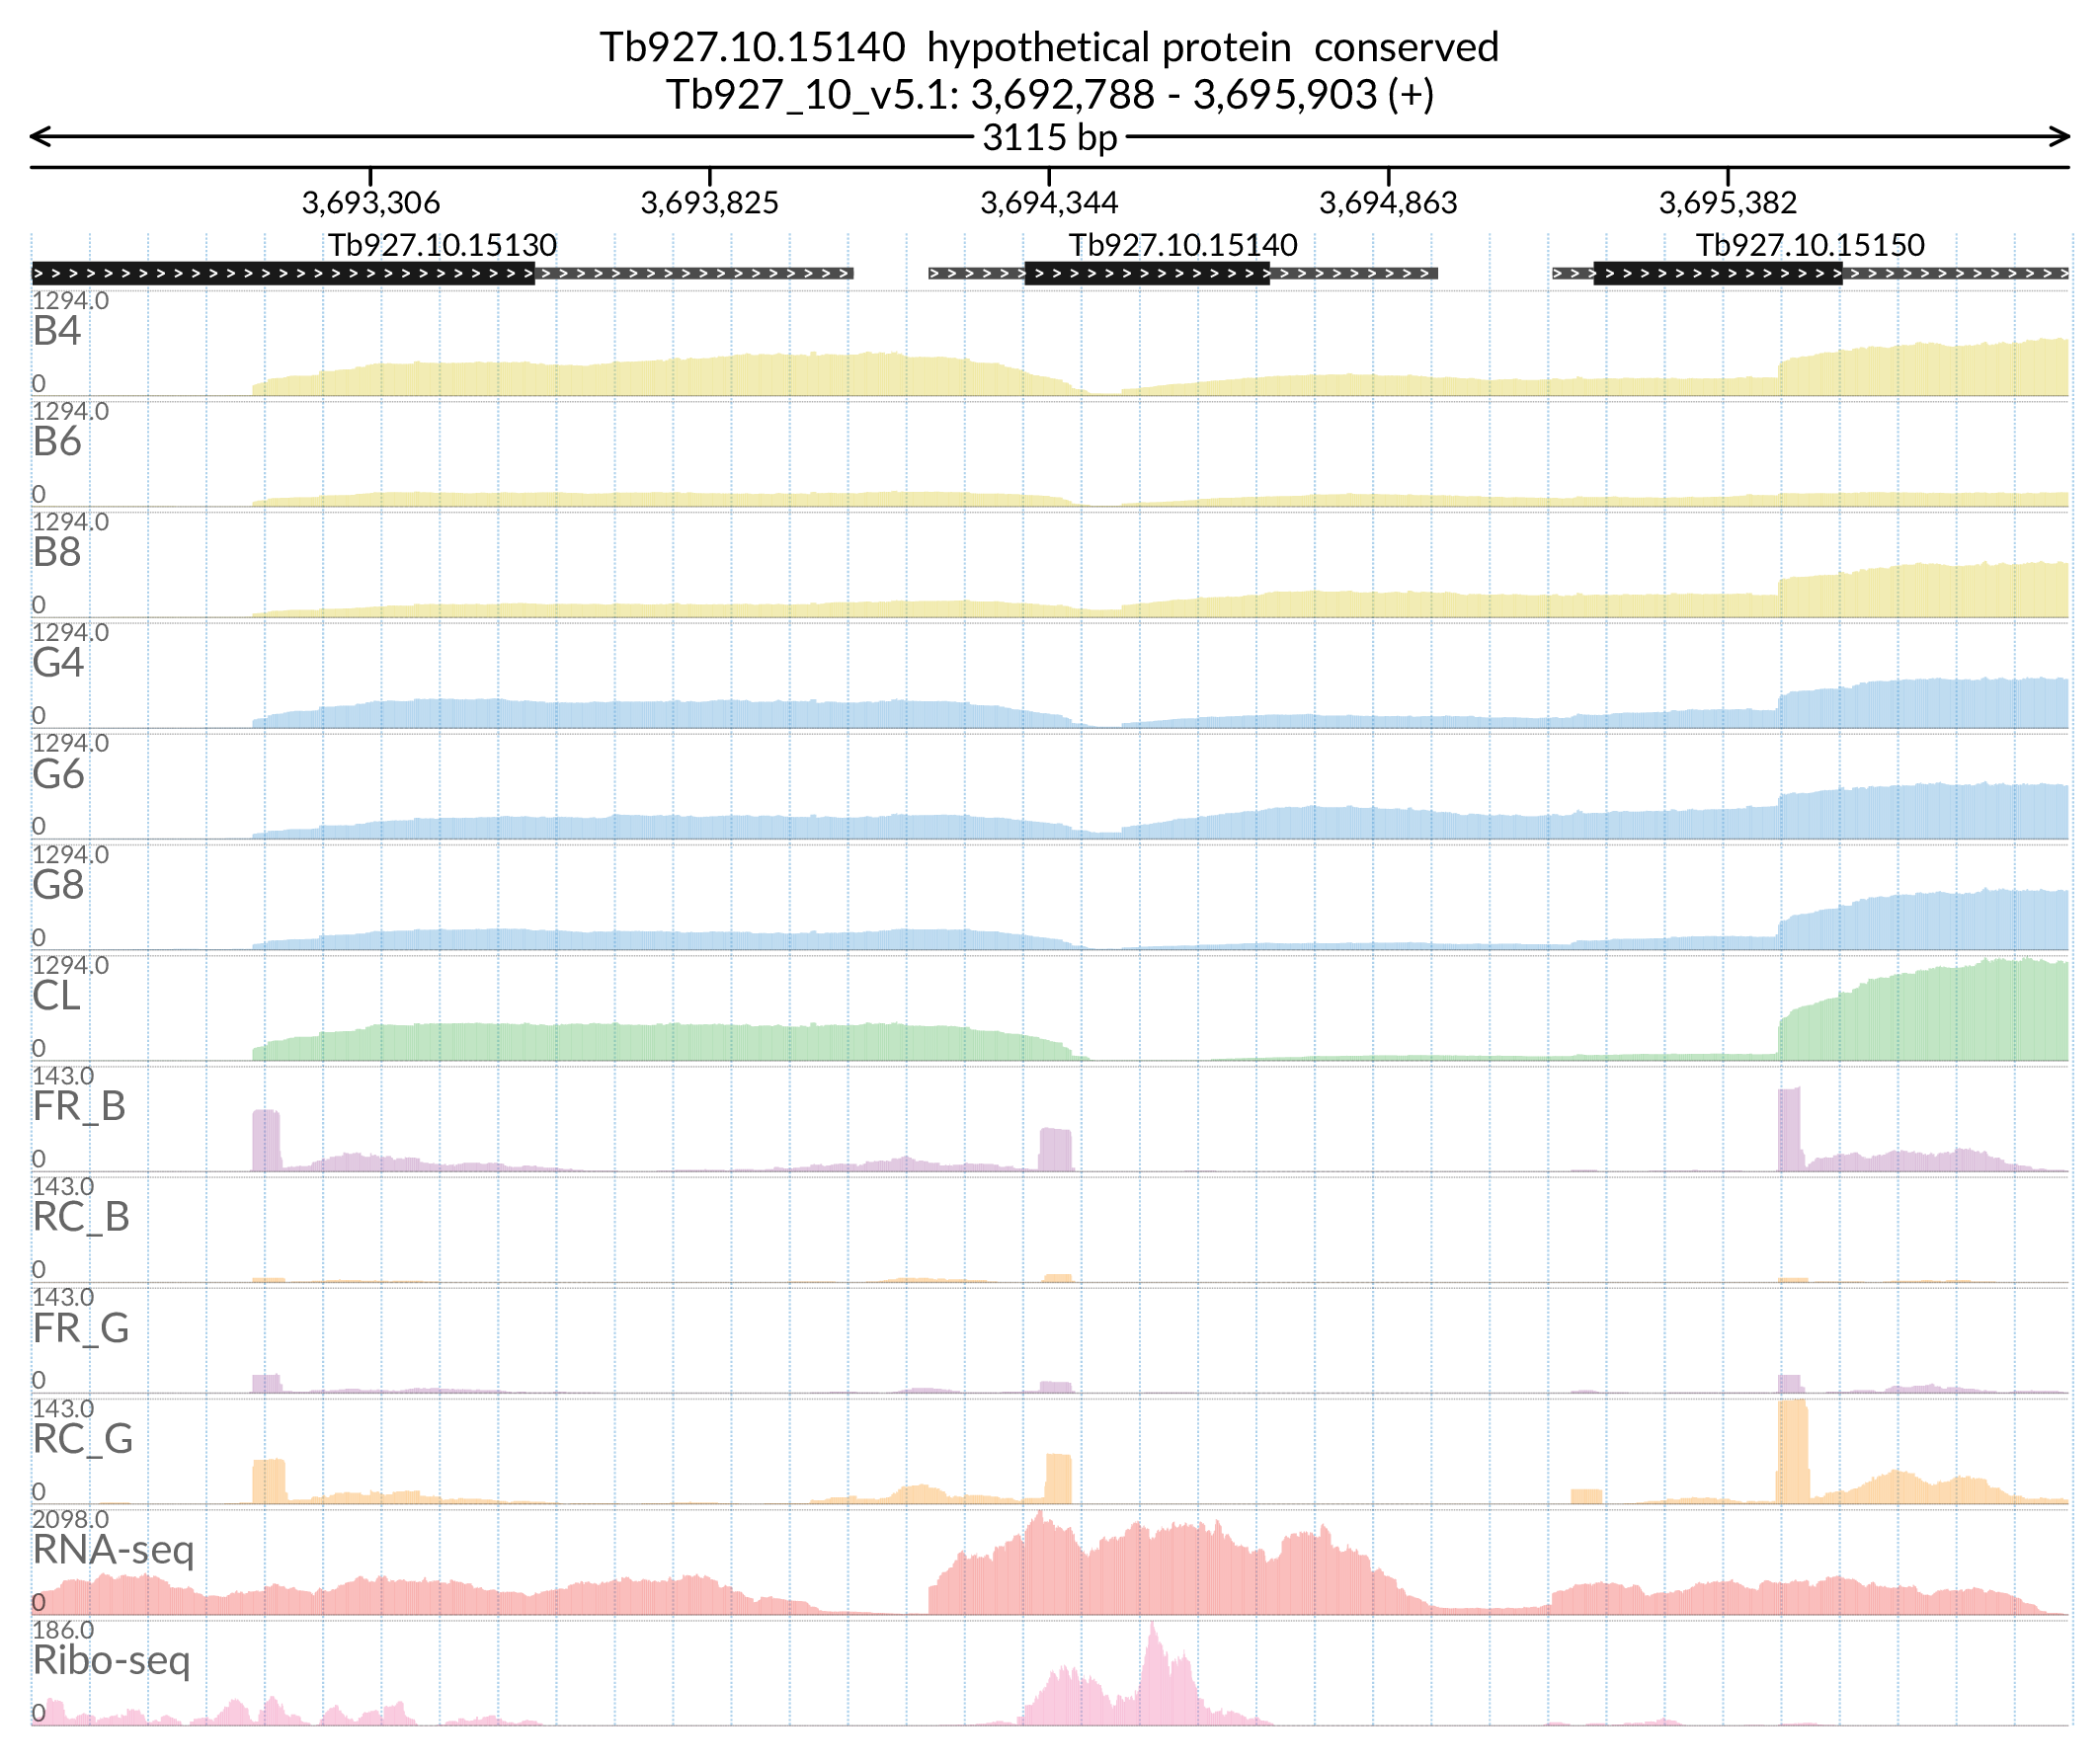 Tb927.10.15140 hypothetical protein conserved
Tb927_10_v5.1: 3,692,788 - 3,695,903 (+)
3115 bp
3,693,306 3,693,825 3,694,344 3,694,863 3,695,382
Tb927.10.15130 Tb927.10.15140 Tb927.10.15150
1294.0
B4
0
1294.0
B6
0
1294.0
B8
0
1294.0
G4
0
1294.0
G6
0
1294.0
G8
0
1294.0
CL
0
143.0
FR_B
0
143.0
RC_B
0
143.0
FR_G
0
143.0
RC_G
0
2098.0
RNA-seq
0
186.0
Ribo-seq
0